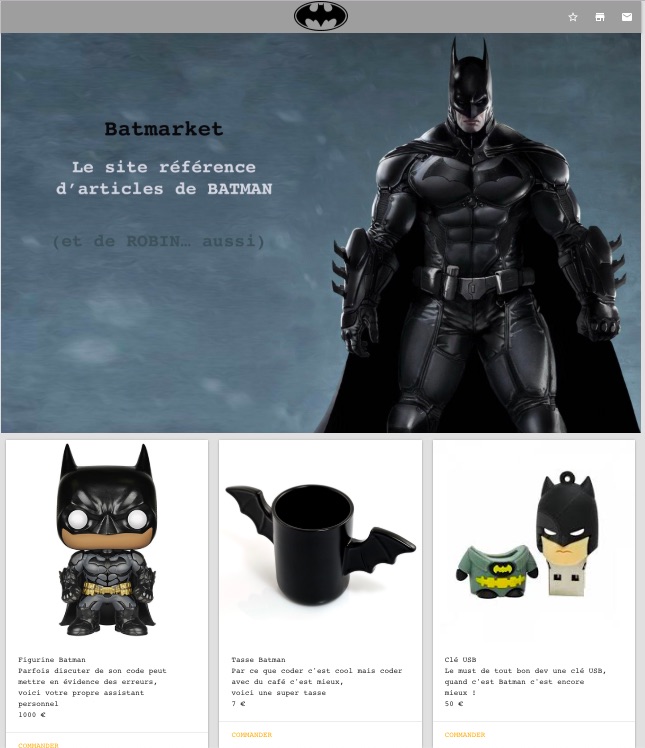 Batmarket
Le site référence
d’articles de BATMAN
(et de ROBIN… aussi)
Figurine Batman
Parfois discuter de son code peut
mettre en évidence des erreurs,
voici votre propre assistant
personnel
1000 €
COMMANDER
Tasse Batman
Par ce que coder c'est cool mais coder
avec du café c'est mieux,
voici une super tasse
7 €
COMMANDER
Clé USB
Le must de tout bon dev une clé USB,
quand c'est Batman c'est encore
mieux !
50 €
COMMANDER